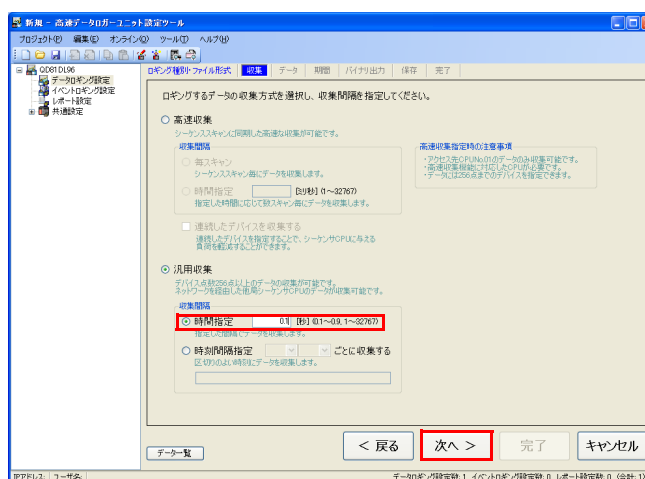 新規 - 高速データロガーユニット設定ツール
プロジェクト(P) 編集(E) オンライン(O) ツール(T) ヘルプ(H)
QD81DL96
データロギング設定
イベントロギング設定
レポート設定
共通設定
ロギング種別・ファイル形式 収集 データ 期間 バイナリ出力 保存 完了
ロギングするデータの収集方式を選択し、収集間隔を指定してください。
高速収集
シーケンススキャンに同期した高速な収集が可能です。
収集間隔
毎スキャン
シーケンススキャン毎にデータを収集します。
時間指定 [ミリ秒] (1～32767)
指定した時間に応じて数スキャン毎にデータを収集します。
連続したデバイスを収集する
連続したデバイスを指定することで、シーケンサCPUに与える
負荷を軽減することができます。
高速収集指定時の注意事項
・アクセス先CPUNo.01のデータのみ収集可能です。
・高速収集機能に対応したCPUが必要です。
・データには256点までのデバイスを指定できます。
汎用収集
デバイス点数256点以上のデータの収集が可能です。
ネットワークを経由した他局シーケンサCPUのデータが収集可能です。
収集間隔
時間指定 0.1 [秒] (0.1～0.9, 1～32767)
指定した間隔でデータを収集します。
時刻間隔指定 ごとに収集する
区切りのよい時刻にデータを収集します。
データ一覧 < 戻る 次へ > 完了 キャンセル
IPアドレス: ユーザ名: データロギング設定数: 1, イベントロギング設定数: 0, レポート設定数: 0, (合計: 1)